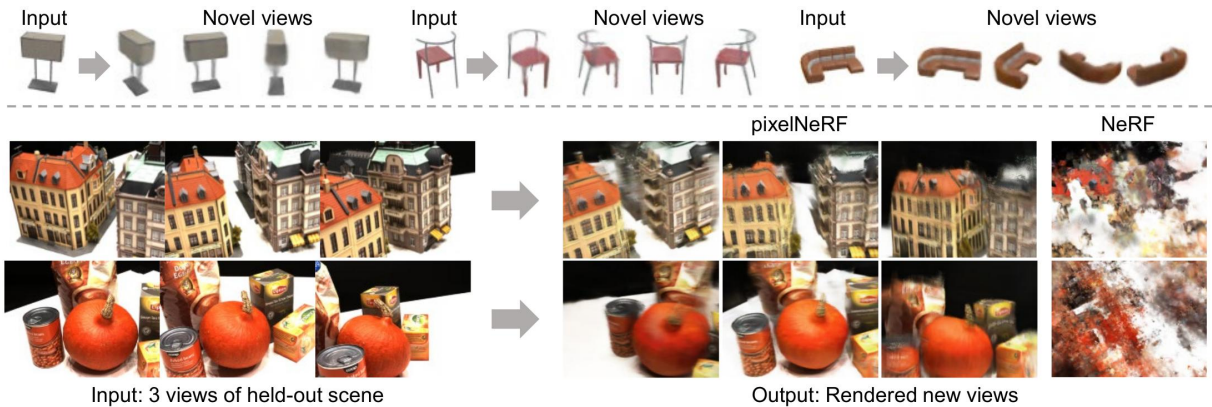 Input
Novel views
Input
Novel views
Input
Novel views
pixelNeRF
NeRF
Input: 3 views of held-out scene
Output: Rendered new views